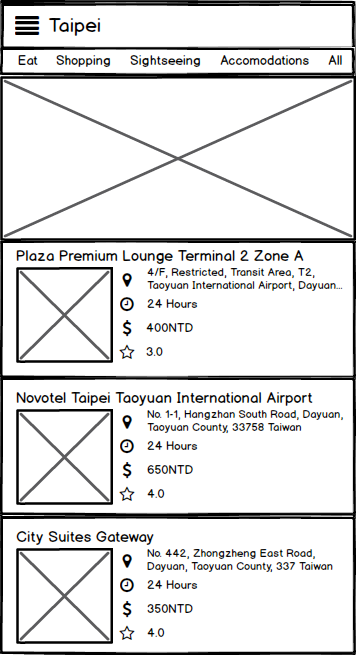 Taipei
Eat Shopping Sightseeing Accomodations All
Plaza Premium Lounge Terminal 2 Zone A
4/F, Restricted, Transit Area, T2,
Taoyuan International Airport, Dayuan...
24 Hours
$ 400NTD
3.0
Novotel Taipei Taoyuan International Airport
No. 1-1, Hangzhan South Road, Dayuan,
Taoyuan County, 33758 Taiwan
24 Hours
$ 650NTD
4.0
City Suites Gateway
No. 442, Zhongzheng East Road,
Dayuan, Taoyuan County, 337 Taiwan
24 Hours
$ 350NTD
4.0